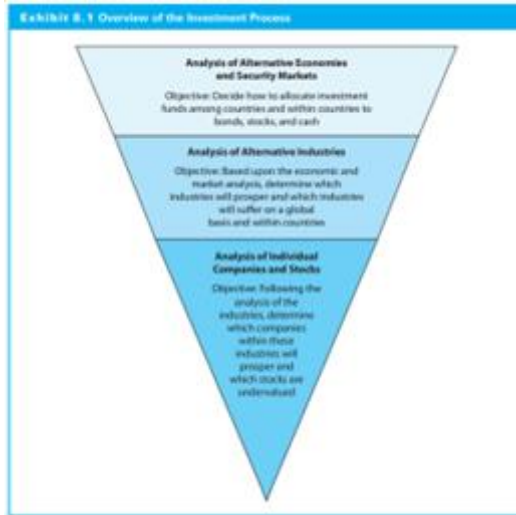 Exhibit 8.1 Overview of the Investment Process
Analysis of Alternative Economies
and Security Markets
Objective: Decide how to allocate investment
funds among countries and within countries to
bonds, stocks, and cash
Analysis of Alternative Industries
Objective: Based upon the economic and
market analysis, determine which
industries will prosper and which industries
will suffer on a global
basis and within countries
Analysis of Individual
Companies and Stocks
Objective: Following the
analysis of the
industries, determine
which companies
within these
industries will
prosper and
which stocks are
undervalued